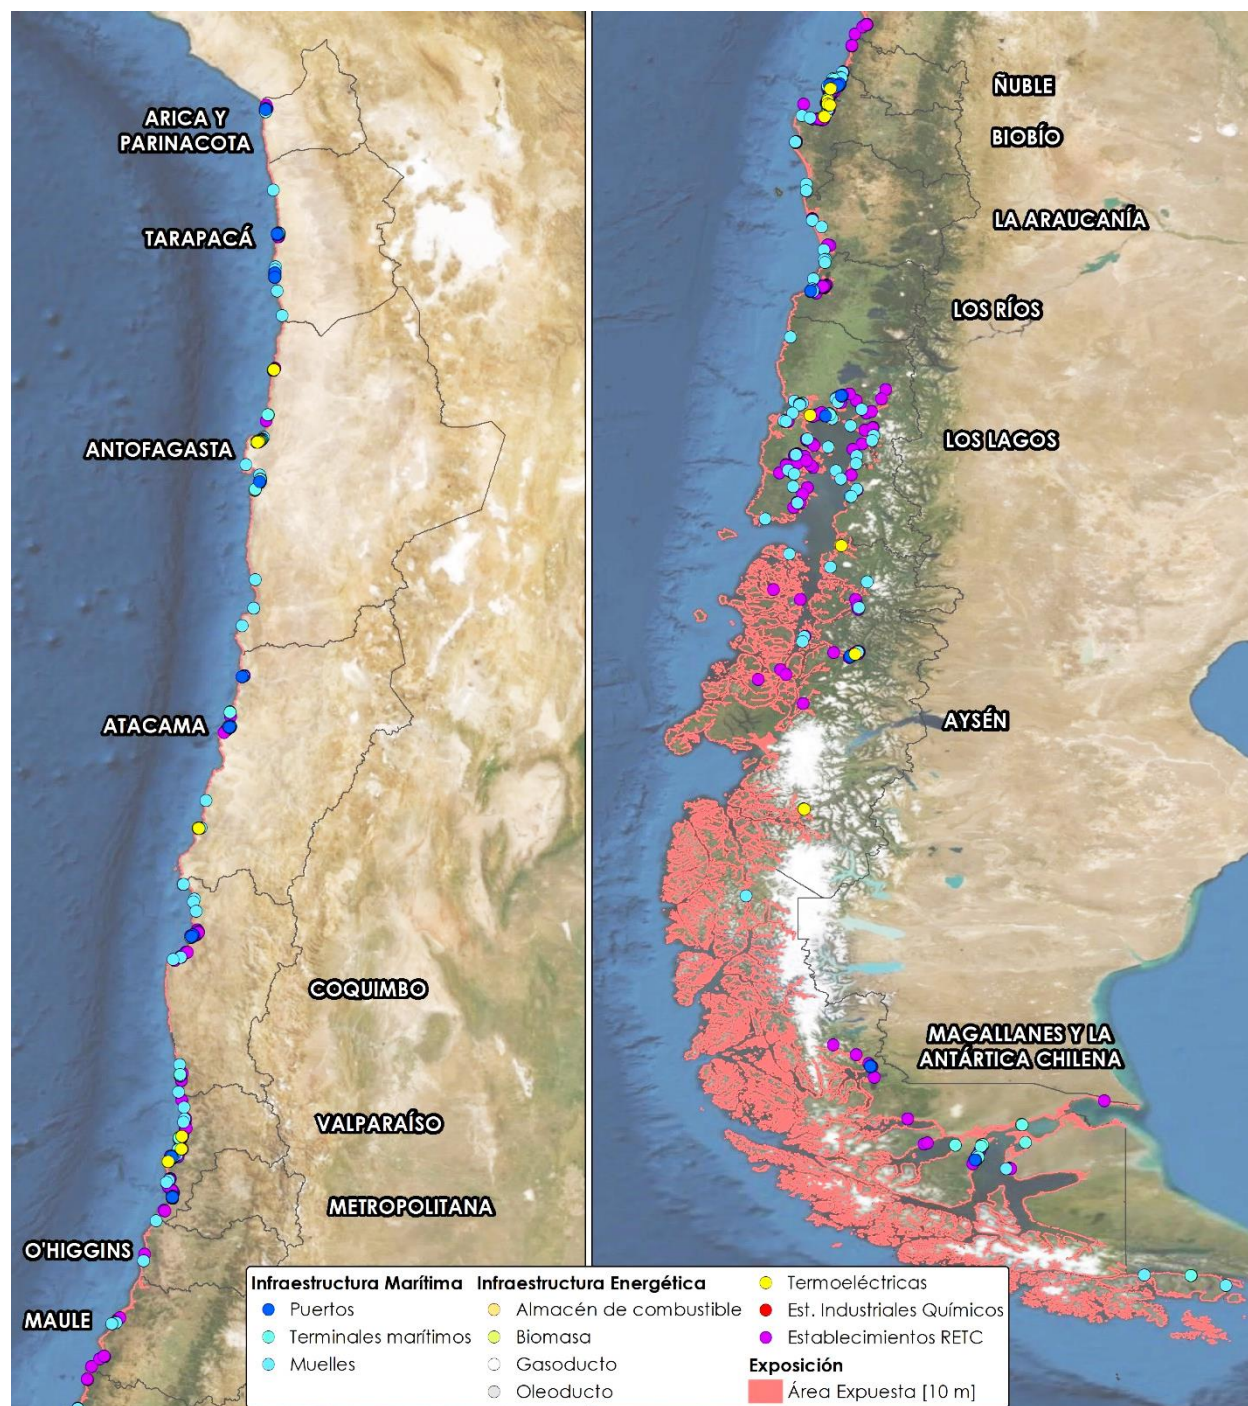 ARICA Y
PARINACOTA
TARAPACÁ
ANTOFAGASTA
ATACAMA
COQUIMBO
VALPARAÍSO
METROPOLITANA
O'HIGGINS
MAULE
ÑUBLE
BIOBÍO
LA ARAUCANÍA
LOS RÍOS
LOS LAGOS
AYSÉN
MAGALLANES Y LA
ANTÁRTICA CHILENA
Infraestructura Marítima
Puertos
Terminales marítimos
Muelles
Infraestructura Energética
Almacén de combustible
Biomasa
Gasoducto
Oleoducto
Termoeléctricas
Est. Industriales Químicos
Establecimientos RETC
Exposición
Área Expuesta [10 m]